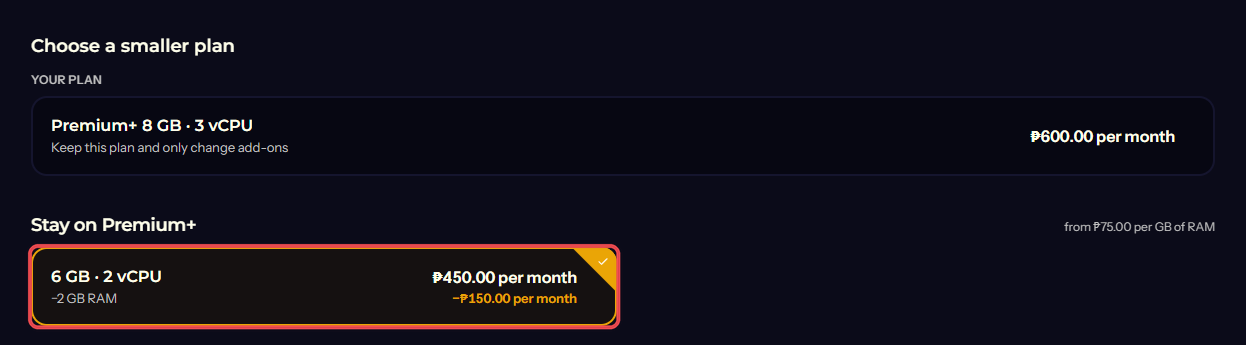 Choose a smaller plan
YOUR PLAN
Premium+ 8 GB · 3 vCPU
Keep this plan and only change add-ons
₱600.00 per month
Stay on Premium+
from ₱75.00 per GB of RAM
6 GB · 2 vCPU
−2 GB RAM
₱450.00 per month
−₱150.00 per month